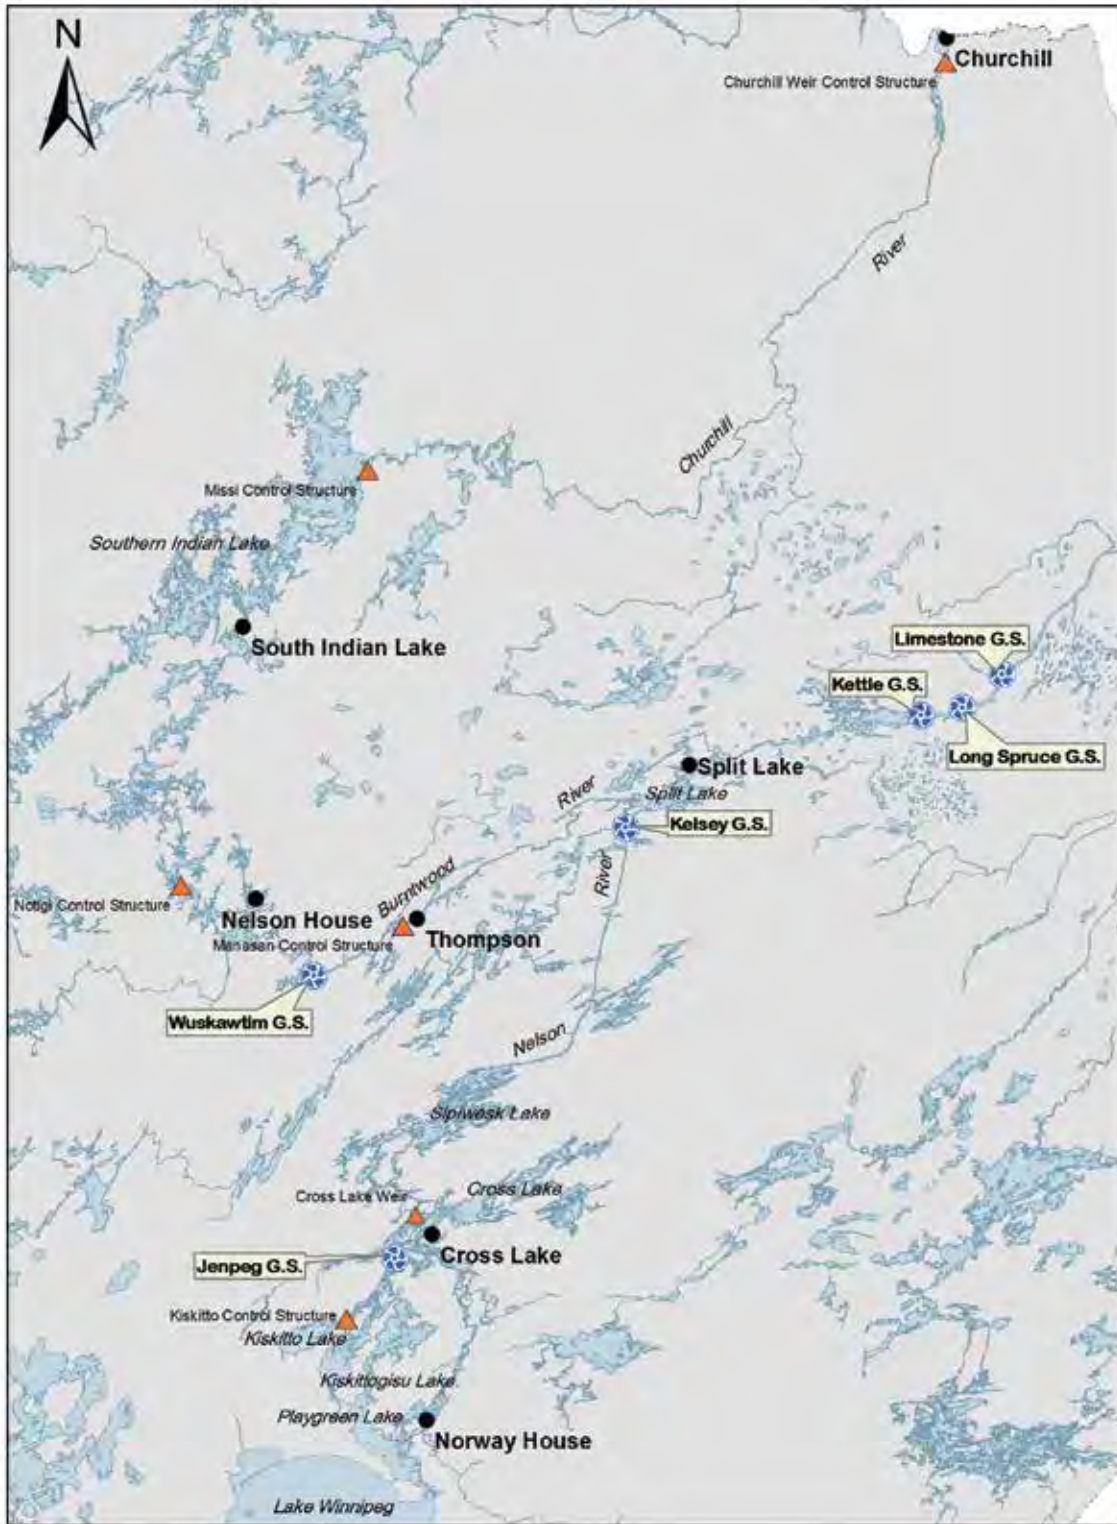 N
Churchill
Churchill Weir Control Structure
River
Churchill
Missi Control Structure
Southern Indian Lake
South Indian Lake
Limestone G.S.
Kettle G.S.
Long Spruce G.S.
Split Lake
River
Split Lake
Kelsey G.S.
River
Burntwood
Notigi Control Structure
Nelson House
Manasan Control Structure
Thompson
Wuskawtim G.S.
Nelson
Sipiwesk Lake
Cross Lake Weir
Cross Lake
Cross Lake
Jenpeg G.S.
Kiskitto Control Structure
Kiskitto Lake
Kiskittogisu Lake
Playgreen Lake
Norway House
Lake Winnipeg